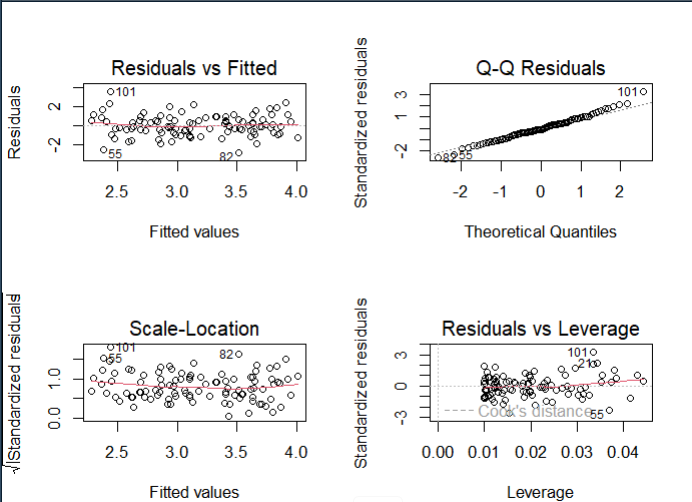 Residuals vs Fitted
Residuals
2
-2
101
55
82
2.5 3.0 3.5 4.0
Fitted values
Q-Q Residuals
Standardized residuals
3
1
-2
101
8255
-2 -1 0 1 2
Theoretical Quantiles
Scale-Location
√|Standardized residuals
1.0
0.0
101
55
82
2.5 3.0 3.5 4.0
Fitted values
Residuals vs Leverage
Standardized residuals
3
0
-3
101
21
55
Cook's distance
0.00 0.01 0.02 0.03 0.04
Leverage